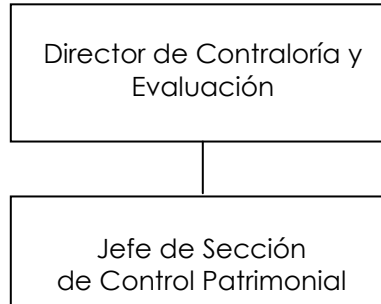 Director de Contraloría y
Evaluación
Jefe de Sección
de Control Patrimonial